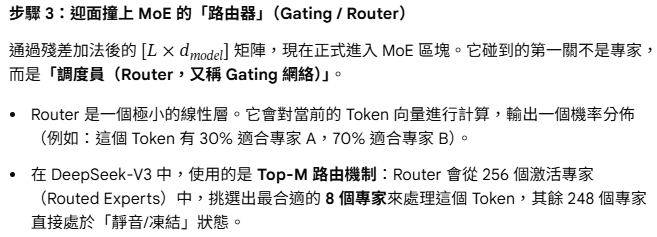 步驟 3：迎面撞上 MoE 的「路由器」（Gating / Router）
通過殘差加法後的 [L × d_model] 矩陣，現在正式進入 MoE 區塊。它碰到的第一關不是專家，
而是「調度員（Router，又稱 Gating 網絡）」。
• Router 是一個極小的線性層。它會對當前的 Token 向量進行計算，輸出一個機率分佈
（例如：這個 Token 有 30% 適合專家 A，70% 適合專家 B）。
• 在 DeepSeek-V3 中，使用的是 Top-M 路由機制：Router 會從 256 個激活專家
（Routed Experts）中，挑選出最合適的 8 個專家來處理這個 Token，其餘 248 個專家
直接處於「靜音/凍結」狀態。